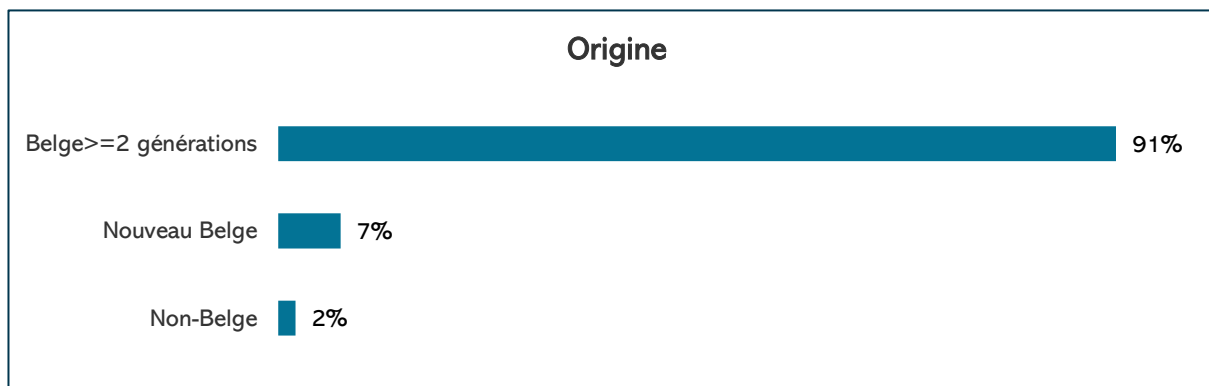 Origine
Belge>=2 générations
91%
Nouveau Belge
7%
Non-Belge
2%